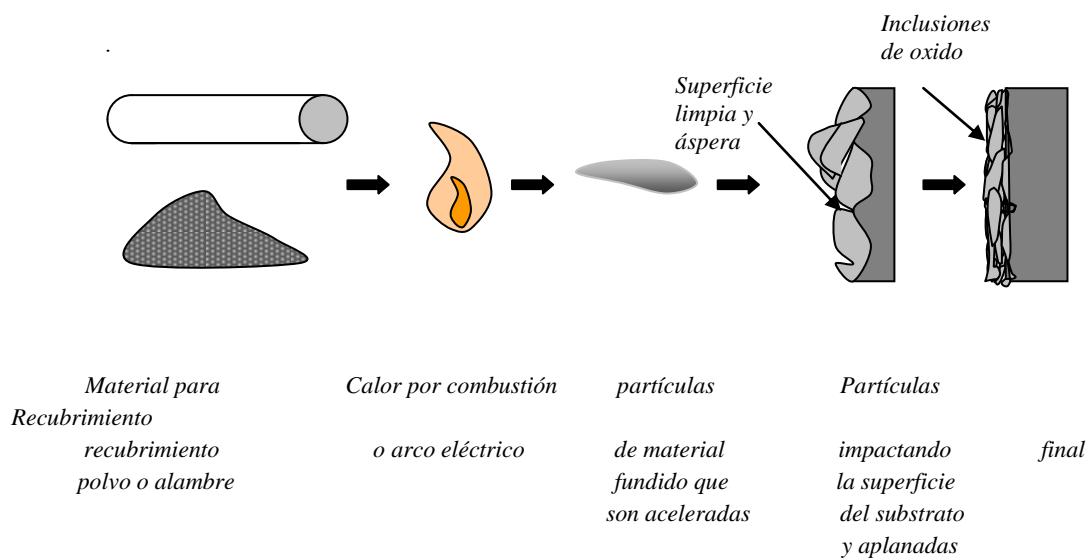 Inclusiones
de oxido
.
Superficie
limpia y
áspera
Material para Calor por combustión partículas Partículas
Recubrimiento
recubrimiento o arco eléctrico de material impactando final
polvo o alambre fundido que la superficie
son aceleradas del substrato
y aplanadas